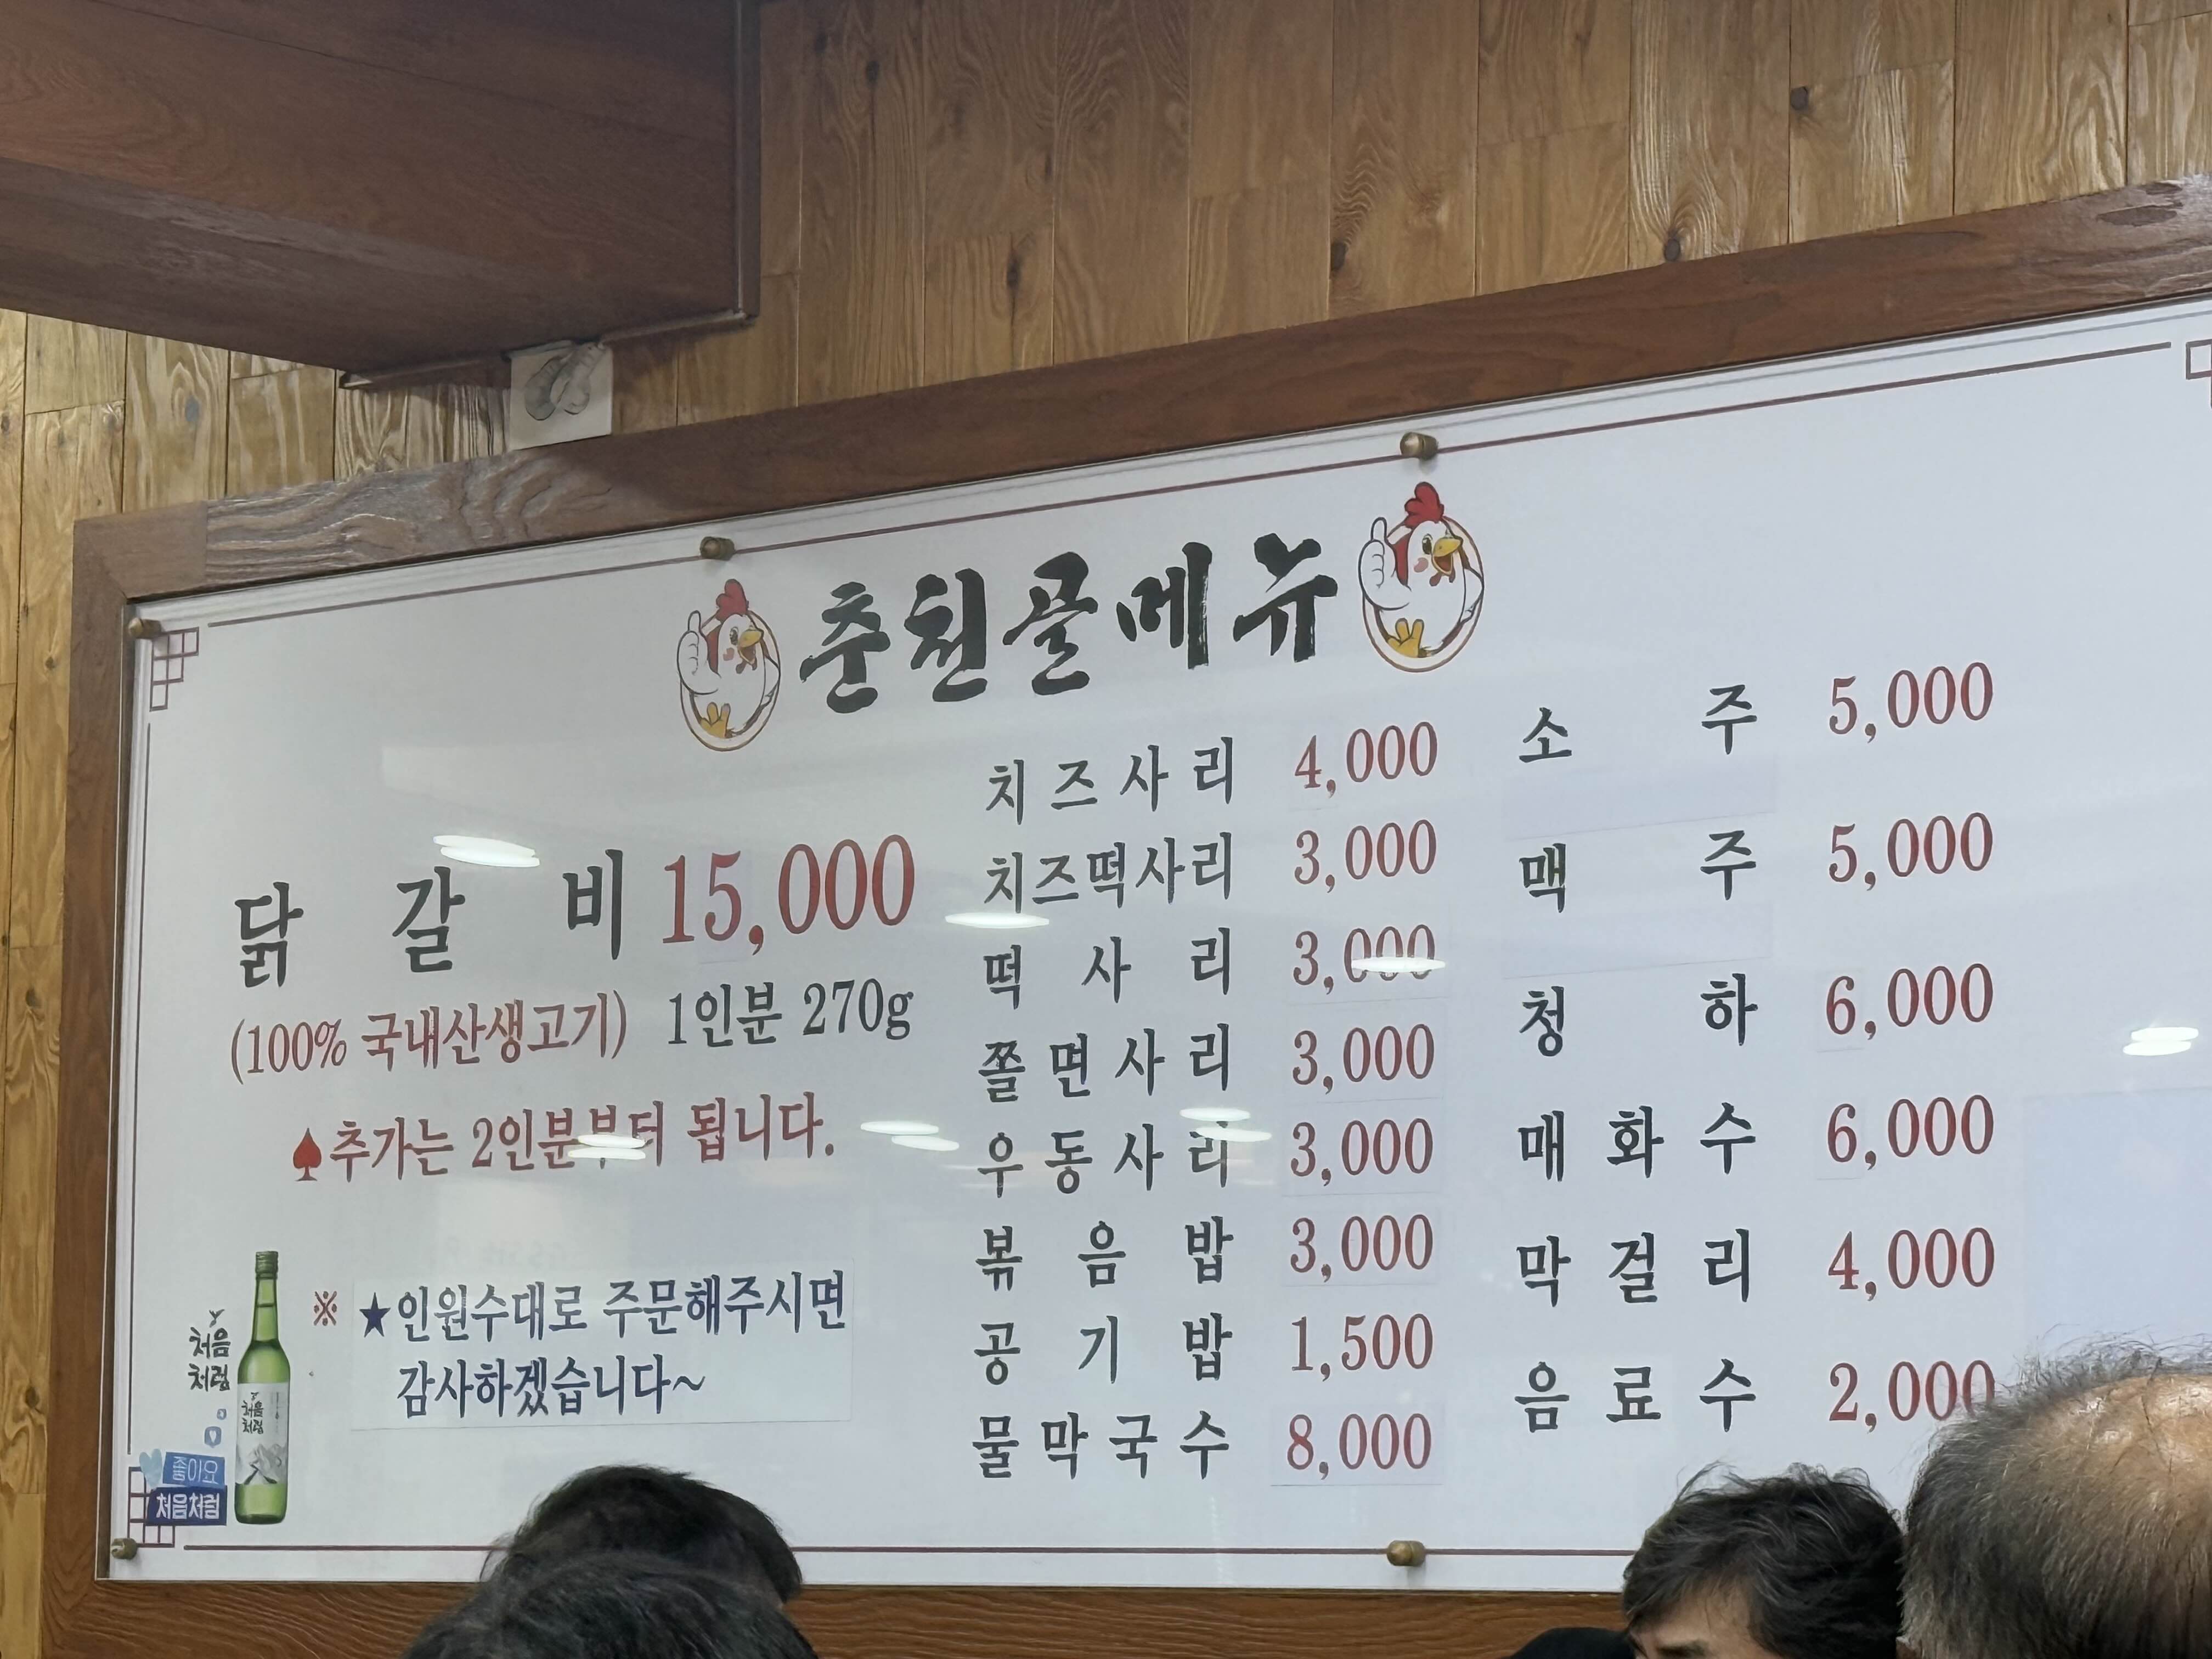 춘천골메뉴
닭갈비 15,000
(100% 국내산생고기) 1인분 270g
♠추가는 2인분부터 됩니다.
※ ★인원수대로 주문해주시면
감사하겠습니다~
처음
처럼
처음
처럼
좋아요
처음처럼
치즈사리 4,000
치즈떡사리 3,000
떡사리 3,000
쫄면사리 3,000
우동사리 3,000
볶음밥 3,000
공기밥 1,500
물막국수 8,000
소주 5,000
맥주 5,000
청하 6,000
매화수 6,000
막걸리 4,000
음료수 2,000